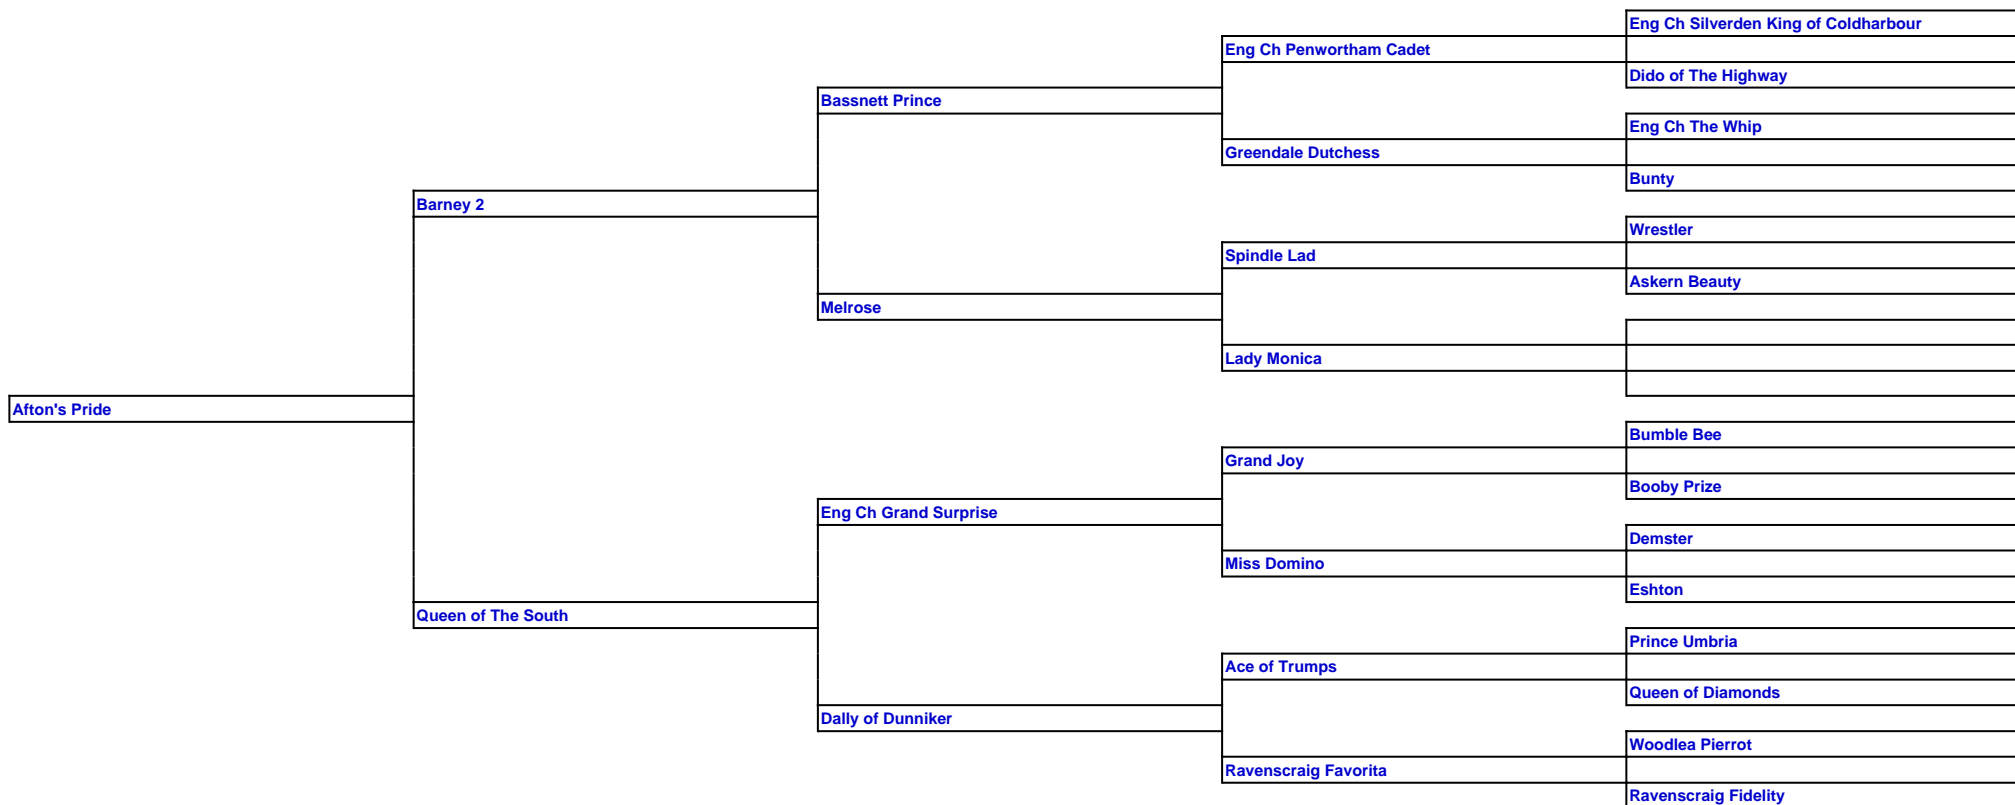 Eng Ch Silverden King of Coldharbour
Eng Ch Penwortham Cadet
Dido of The Highway
Bassnett Prince
Eng Ch The Whip
Greendale Dutchess
Bunty
Barney 2
Wrestler
Spindle Lad
Askern Beauty
Melrose
Lady Monica
Afton's Pride
Bumble Bee
Grand Joy
Booby Prize
Eng Ch Grand Surprise
Demster
Miss Domino
Eshton
Queen of The South
Prince Umbria
Ace of Trumps
Queen of Diamonds
Dally of Dunniker
Woodlea Pierrot
Ravenscraig Favorita
Ravenscraig Fidelity